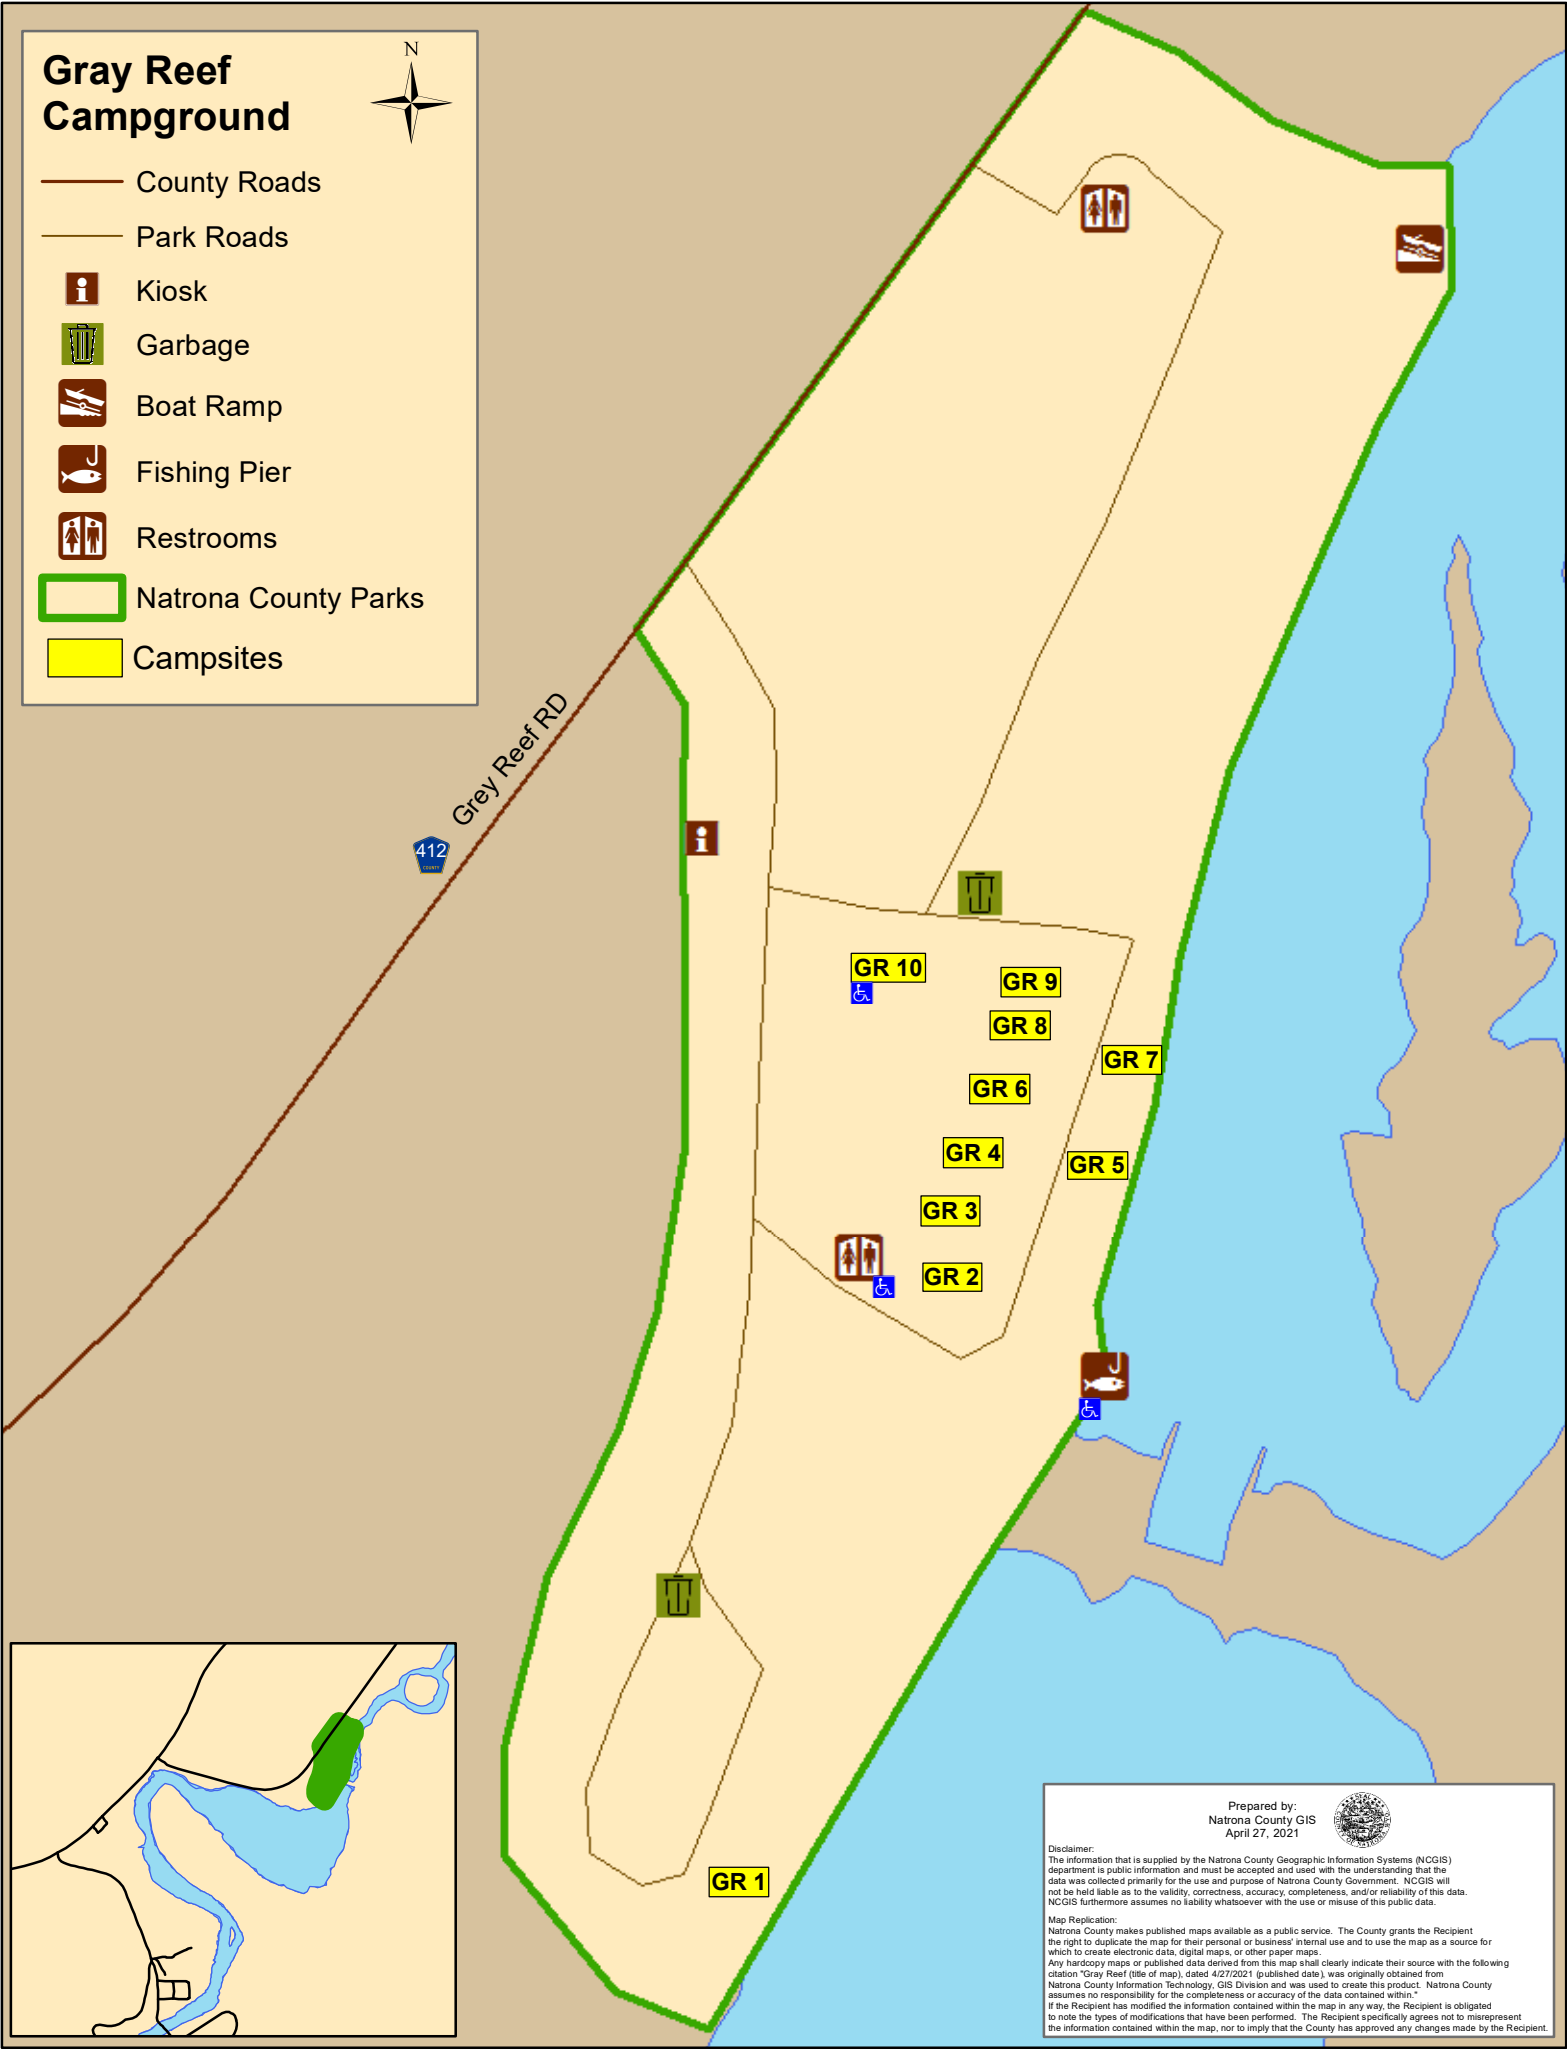 Gray Reef
Campground
N
County Roads
Park Roads
Kiosk
Garbage
Boat Ramp
Fishing Pier
Restrooms
Natrona County Parks
Campsites
Grey Reef RD
412
COUNTY
GR 10
GR 9
GR 8
GR 7
GR 6
GR 4
GR 5
GR 3
GR 2
GR 1
Prepared by:
Natrona County GIS
April 27, 2021
Disclaimer:
The information that is supplied by the Natrona County Geographic Information Systems (NCGIS)
department is public information and must be accepted and used with the understanding that the
data was collected primarily for the use and purpose of Natrona County Government. NCGIS will
not be held liable as to the validity, correctness, accuracy, completeness, and/or reliability of this data.
NCGIS furthermore assumes no liability whatsoever with the use or misuse of this public data.
Map Replication:
Natrona County makes published maps available as a public service. The County grants the Recipient
the right to duplicate the map for their personal or business' internal use and to use the map as a source for
which to create electronic data, digital maps, or other paper maps.
Any hardcopy maps or published data derived from this map shall clearly indicate their source with the following
citation "Gray Reef (title of map), dated 4/27/2021 (published date), was originally obtained from
Natrona County Information Technology, GIS Division and was used to create this product. Natrona County
assumes no responsibility for the completeness or accuracy of the data contained within."
If the Recipient has modified the information contained within the map in any way, the Recipient is obligated
to note the types of modifications that have been performed. The Recipient specifically agrees not to misrepresent
the information contained within the map, nor to imply that the County has approved any changes made by the Recipient.